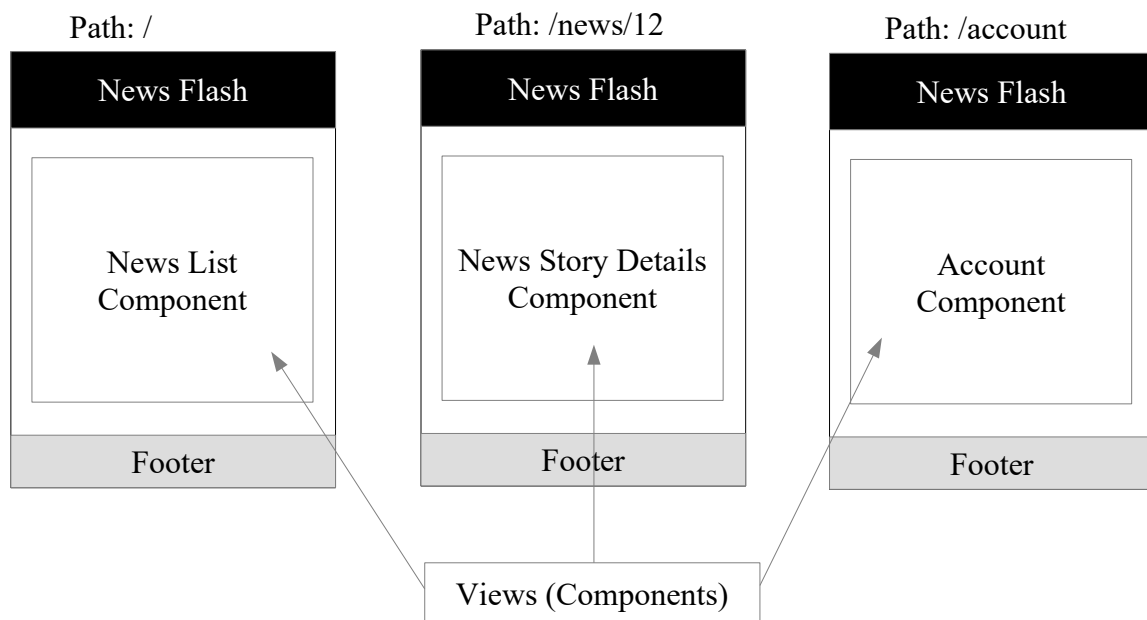 Path: /
News Flash
News List
Component
Footer
Path: /news/12
News Flash
News Story Details
Component
Footer
Path: /account
News Flash
Account
Component
Footer
Views (Components)